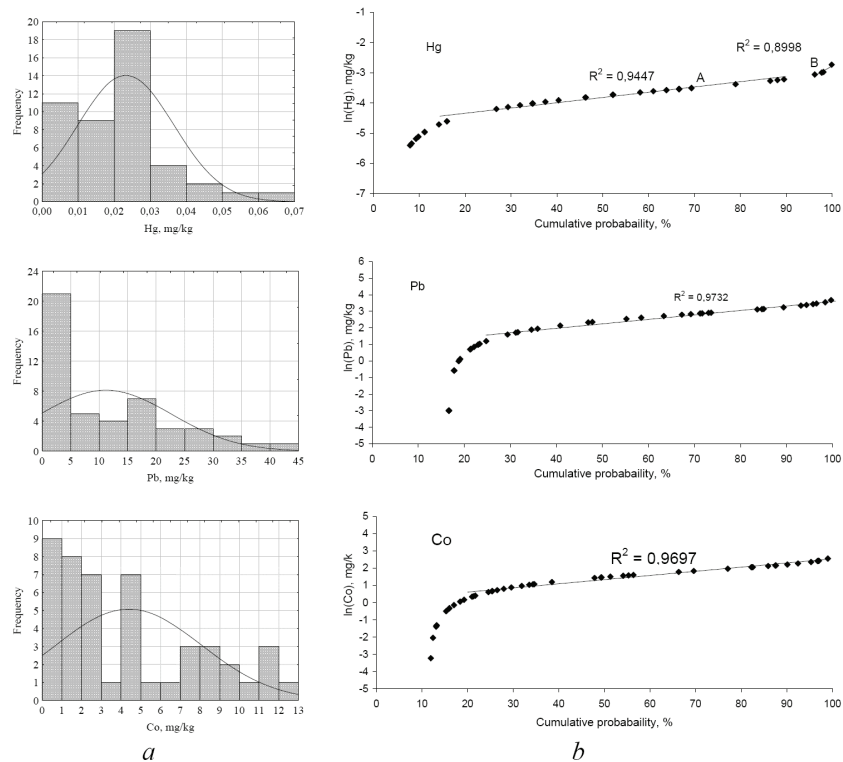 20
18
16
14
12
10
8
6
4
2
0
Frequency
0,00 0,01 0,02 0,03 0,04 0,05 0,06 0,07
Hg, mg/kg
-1
-2
-3
-4
-5
-6
-7
ln(Hg), mg/kg
Hg
R² = 0,9447
A
R² = 0,8998
B
0 10 20 30 40 50 60 70 80 90 100
Cumulative probabaility, %
24
20
16
12
8
4
0
Frequency
0 5 10 15 20 25 30 35 40 45
Pb, mg/kg
6
5
4
3
2
1
0
-1
-2
-3
-4
-5
ln(Pb), mg/kg
Pb
R² = 0,9732
0 10 20 30 40 50 60 70 80 90 100
Cumulative probabaility, %
10
9
8
7
6
5
4
3
2
1
0
Frequency
0 1 2 3 4 5 6 7 8 9 10 11 12 13
Co, mg/kg
5
4
3
2
1
0
-1
-2
-3
-4
-5
ln(Co), mg/k
Co
R² = 0.9697
0 10 20 30 40 50 60 70 80 90 100
Cumulative probabaility, %
a
b